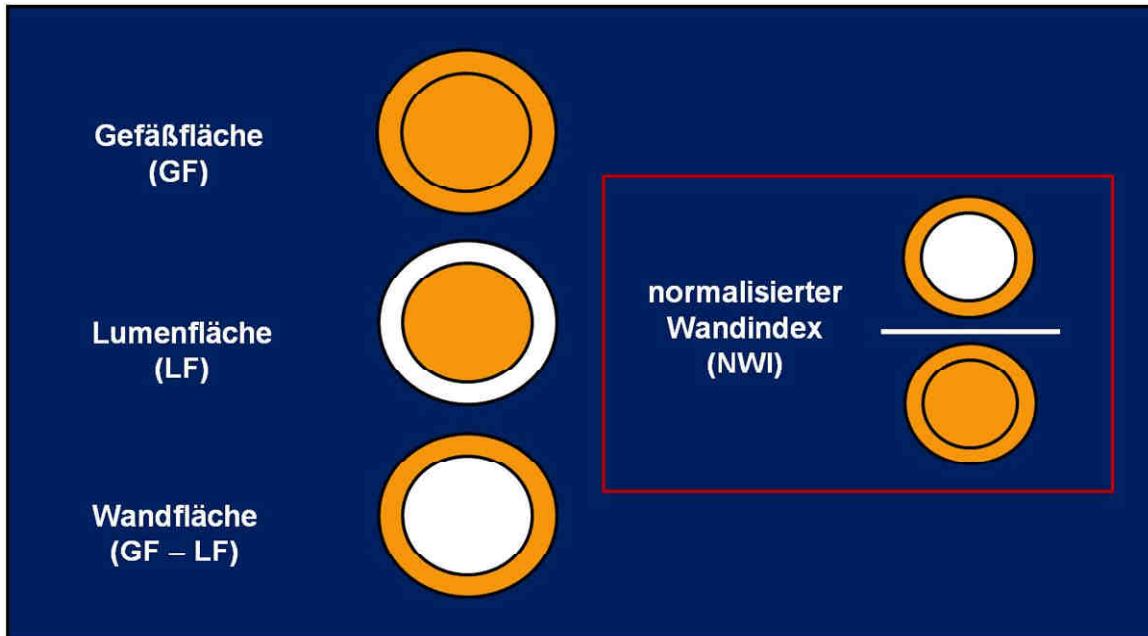 Gefäßfläche
(GF)
Lumenfläche
(LF)
Wandfläche
(GF – LF)
normalisierter
Wandindex
(NWI)